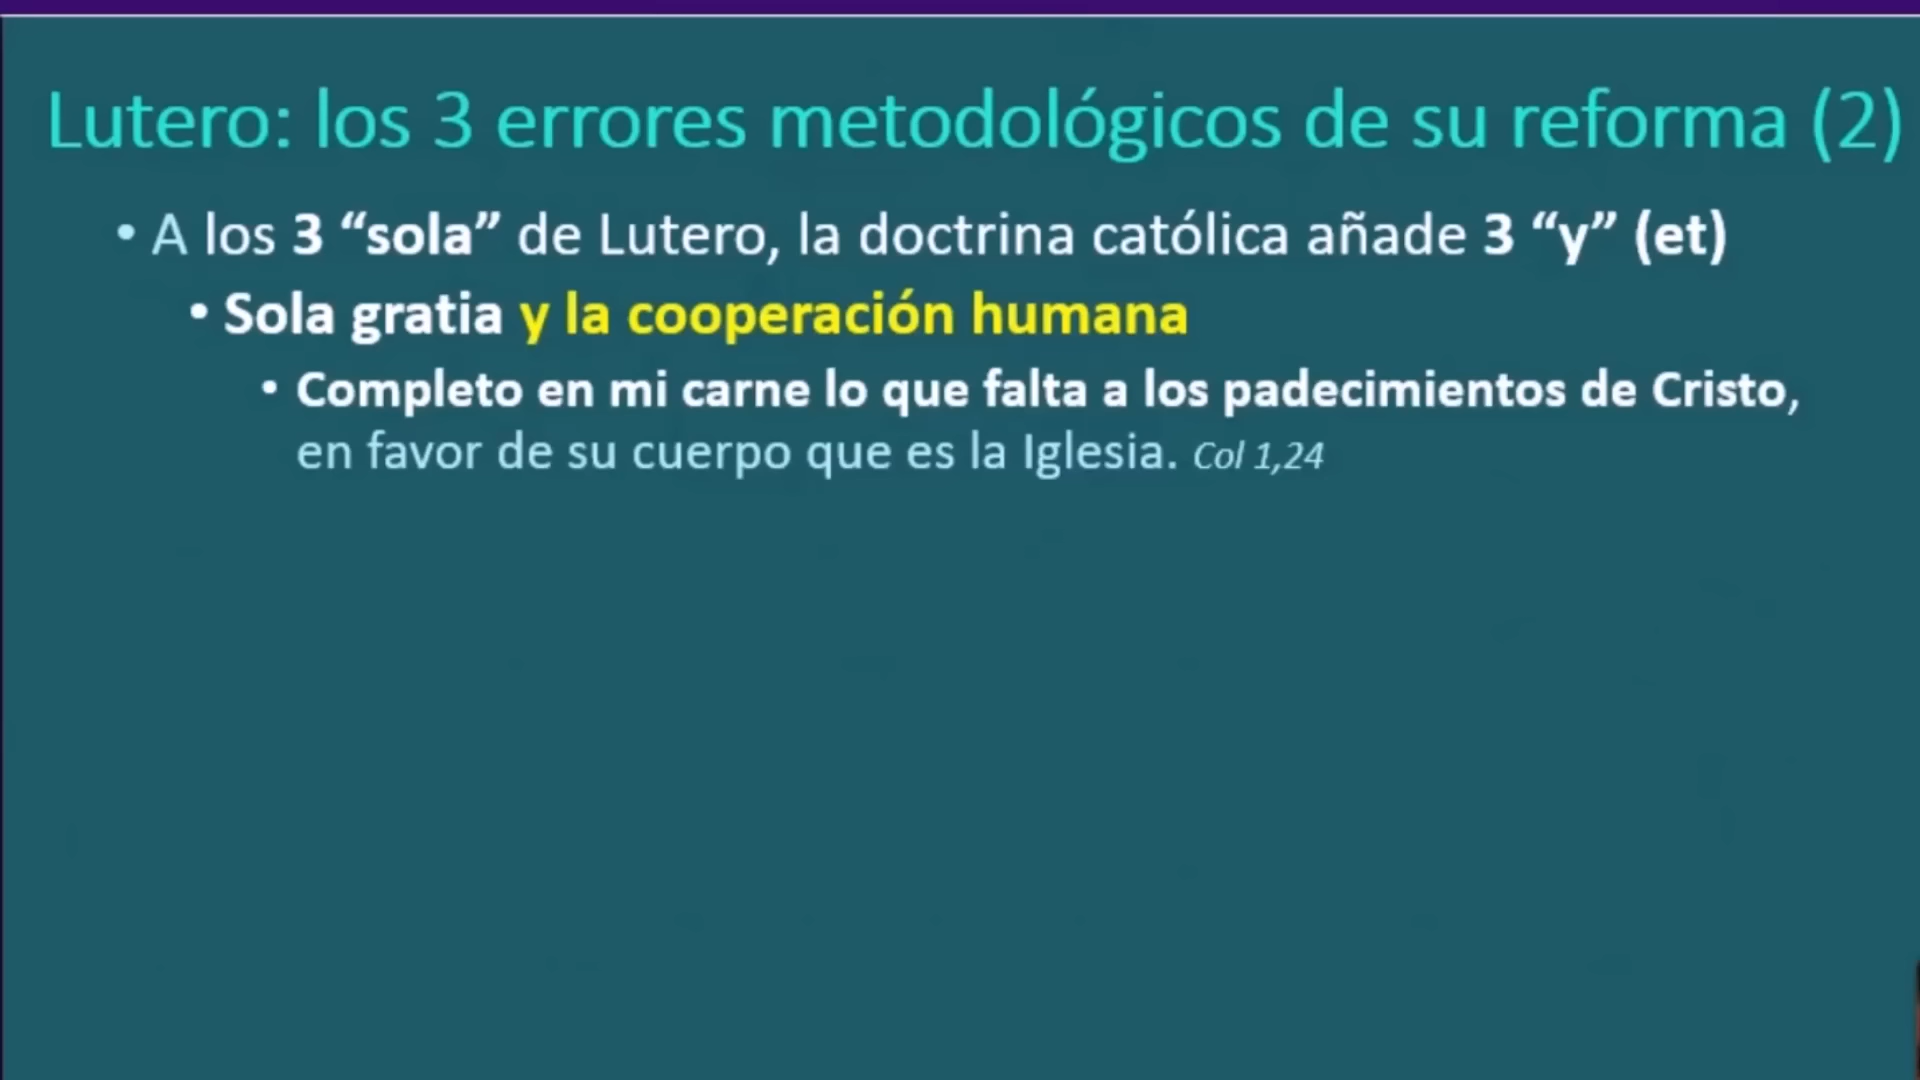 Lutero: los 3 errores metodológicos de su reforma (2)
• A los 3 “sola” de Lutero, la doctrina católica añade 3 “y” (et)
• Sola gratia y la cooperación humana
• Completo en mi carne lo que falta a los padecimientos de Cristo,
en favor de su cuerpo que es la Iglesia. Col 1,24